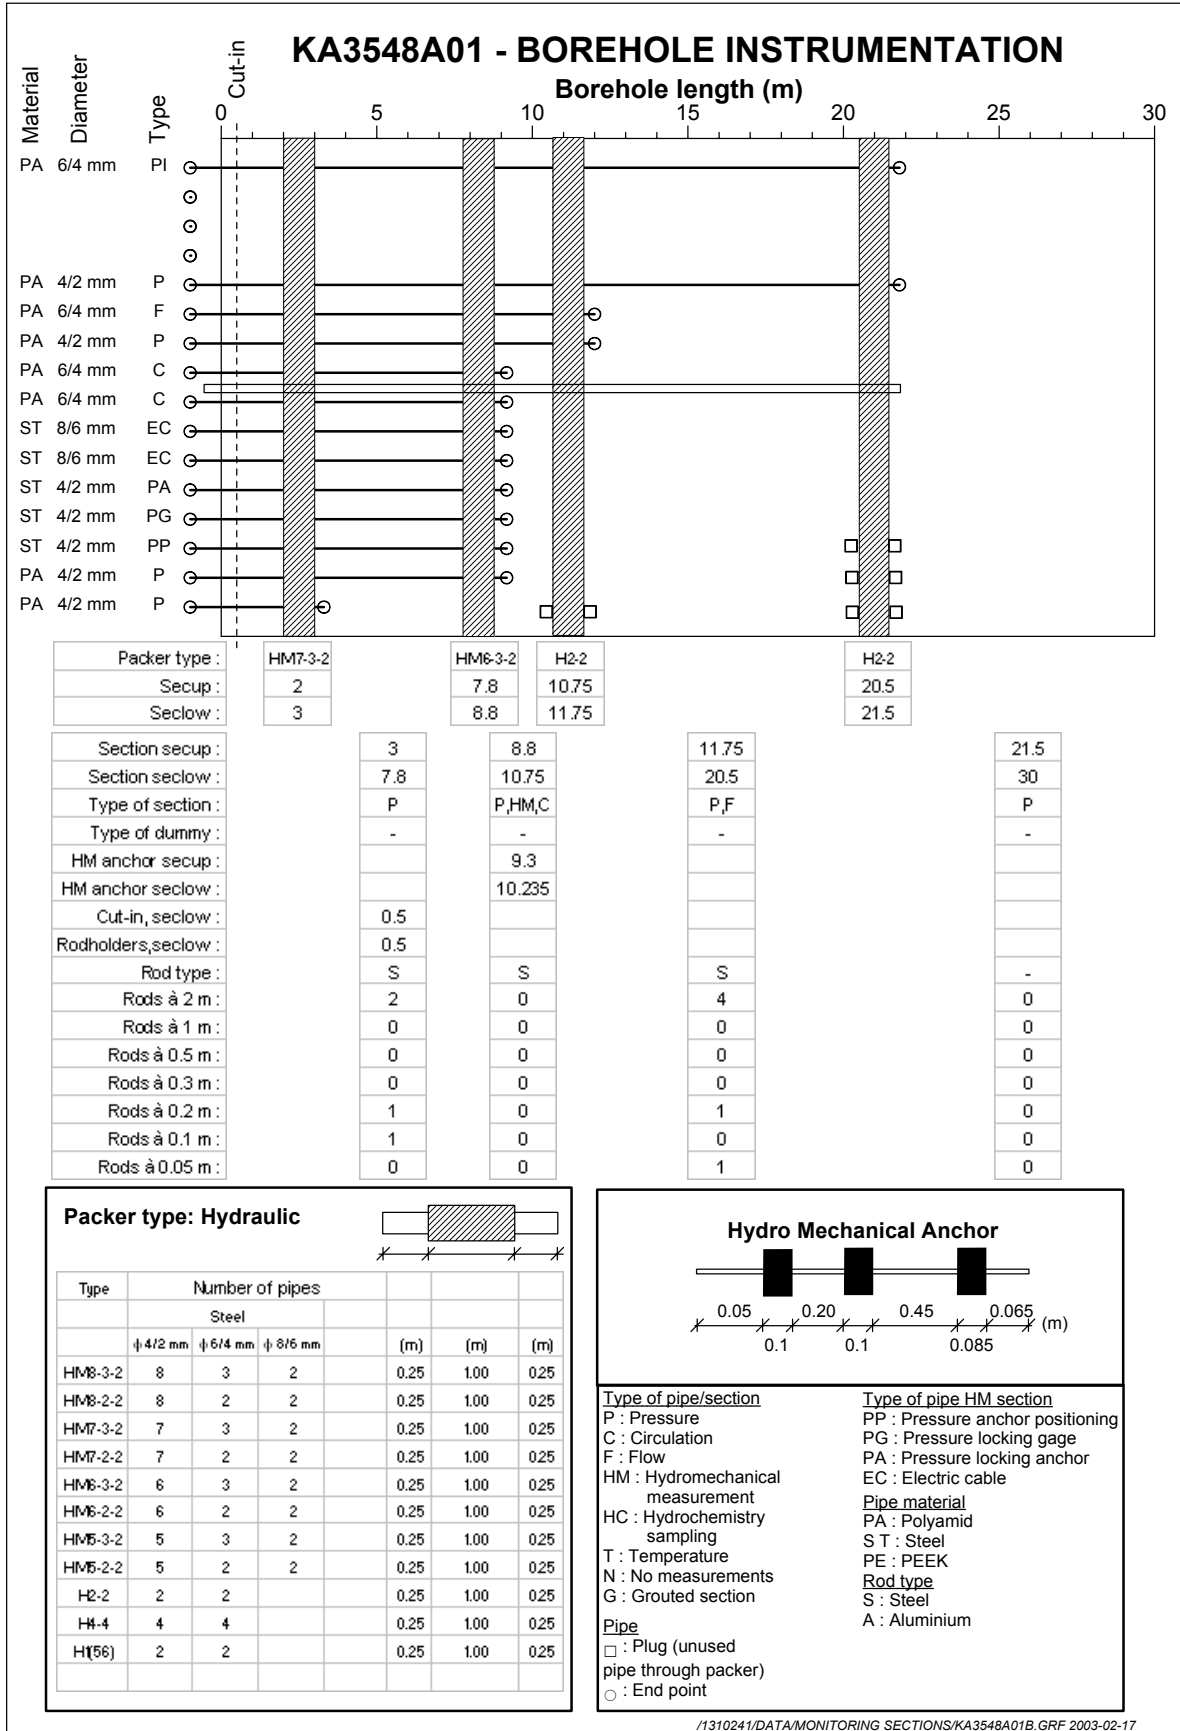 KA3548A01 - BOREHOLE INSTRUMENTATION
Borehole length (m)
Material Diameter Type Cut-in
0 5 10 15 20 25 30
PA 6/4 mm PI
PA 4/2 mm P
PA 6/4 mm F
PA 4/2 mm P
PA 6/4 mm C
PA 6/4 mm C
ST 8/6 mm EC
ST 8/6 mm EC
ST 4/2 mm PA
ST 4/2 mm PG
ST 4/2 mm PP
PA 4/2 mm P
PA 4/2 mm P
Packer type : HM7-3-2 HM6-3-2 H2-2 H2-2
Secup : 2 7.8 10.75 20.5
Seclow : 3 8.8 11.75 21.5
Section secup : 3 8.8 11.75 21.5
Section seclow : 7.8 10.75 20.5 30
Type of section : P P,HM,C P,F P
Type of dummy : - - - -
HM anchor secup : 9.3
HM anchor seclow : 10.235
Cut-in, seclow : 0.5
Rodholders,seclow : 0.5
Rod type : S S S -
Rods à 2 m : 2 0 4 0
Rods à 1 m : 0 0 0 0
Rods à 0.5 m : 0 0 0 0
Rods à 0.3 m : 0 0 0 0
Rods à 0.2 m : 1 0 1 0
Rods à 0.1 m : 1 0 0 0
Rods à 0.05 m : 0 0 1 0
Packer type: Hydraulic
Type Number of pipes
Steel
ϕ 4/2 mm ϕ 6/4 mm ϕ 8/6 mm (m) (m) (m)
HM8-3-2 8 3 2 0.25 1.00 0.25
HM8-2-2 8 2 2 0.25 1.00 0.25
HM7-3-2 7 3 2 0.25 1.00 0.25
HM7-2-2 7 2 2 0.25 1.00 0.25
HM6-3-2 6 3 2 0.25 1.00 0.25
HM6-2-2 6 2 2 0.25 1.00 0.25
HM5-3-2 5 3 2 0.25 1.00 0.25
HM5-2-2 5 2 2 0.25 1.00 0.25
H2-2 2 2 0.25 1.00 0.25
H4-4 4 4 0.25 1.00 0.25
H1(56) 2 2 0.25 1.00 0.25
Hydro Mechanical Anchor
0.05 0.20 0.45 0.065
(m)
0.1 0.1 0.085
Type of pipe/section
P : Pressure
C : Circulation
F : Flow
HM : Hydromechanical
measurement
HC : Hydrochemistry
sampling
T : Temperature
N : No measurements
G : Grouted section
Pipe
□ : Plug (unused
pipe through packer)
○ : End point
Type of pipe HM section
PP : Pressure anchor positioning
PG : Pressure locking gage
PA : Pressure locking anchor
EC : Electric cable
Pipe material
PA : Polyamid
S T : Steel
PE : PEEK
Rod type
S : Steel
A : Aluminium
/1310241/DATA/MONITORING SECTIONS/KA3548A01B.GRF 2003-02-17